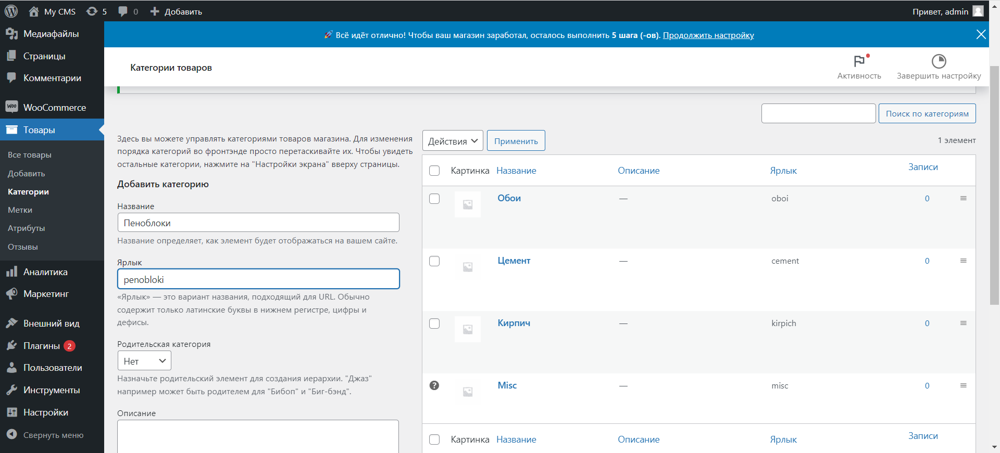 My CMS
5
0
Добавить
Привет, admin
Медиафайлы
Страницы
Комментарии
WooCommerce
Товары
Все товары
Добавить
Категории
Метки
Атрибуты
Отзывы
Аналитика
Маркетинг
Внешний вид
Плагины 2
Пользователи
Инструменты
Настройки
Свернуть меню
Всё идёт отлично! Чтобы ваш магазин заработал, осталось выполнить 5 шага (-ов). Продолжить настройку
Категории товаров
Активность
Завершить настройку
Поиск по категориям
Здесь вы можете управлять категориями товаров магазина. Для изменения
порядка категорий во фронтэнде просто перетаскивайте их. Чтобы увидеть
остальные категории, нажмите на "Настройки экрана" вверху страницы.
Добавить категорию
Название
Пеноблоки
Название определяет, как элемент будет отображаться на вашем сайте.
Ярлык
penobloki
«Ярлык» — это вариант названия, подходящий для URL. Обычно
содержит только латинские буквы в нижнем регистре, цифры и
дефисы.
Родительская категория
Нет
Назначьте родительский элемент для создания иерархии. "Джаз"
например может быть родителем для "Бибоп" и "Биг-бэнд".
Описание
Действия
Применить
1 элемент
Картинка Название Описание Ярлык Записи
Обои — oboi 0
Цемент — cement 0
Кирпич — kirpich 0
Misc — misc 0
Картинка Название Описание Ярлык Записи